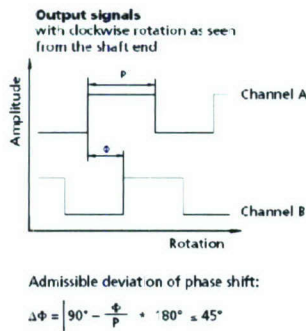 Output signals
with clockwise rotation as seen
from the shaft end
Amplitude
P
Channel A
Φ
Channel B
Rotation
Admissible deviation of phase shift:
ΔΦ = |90° − Φ/P * 180° ≤ 45°